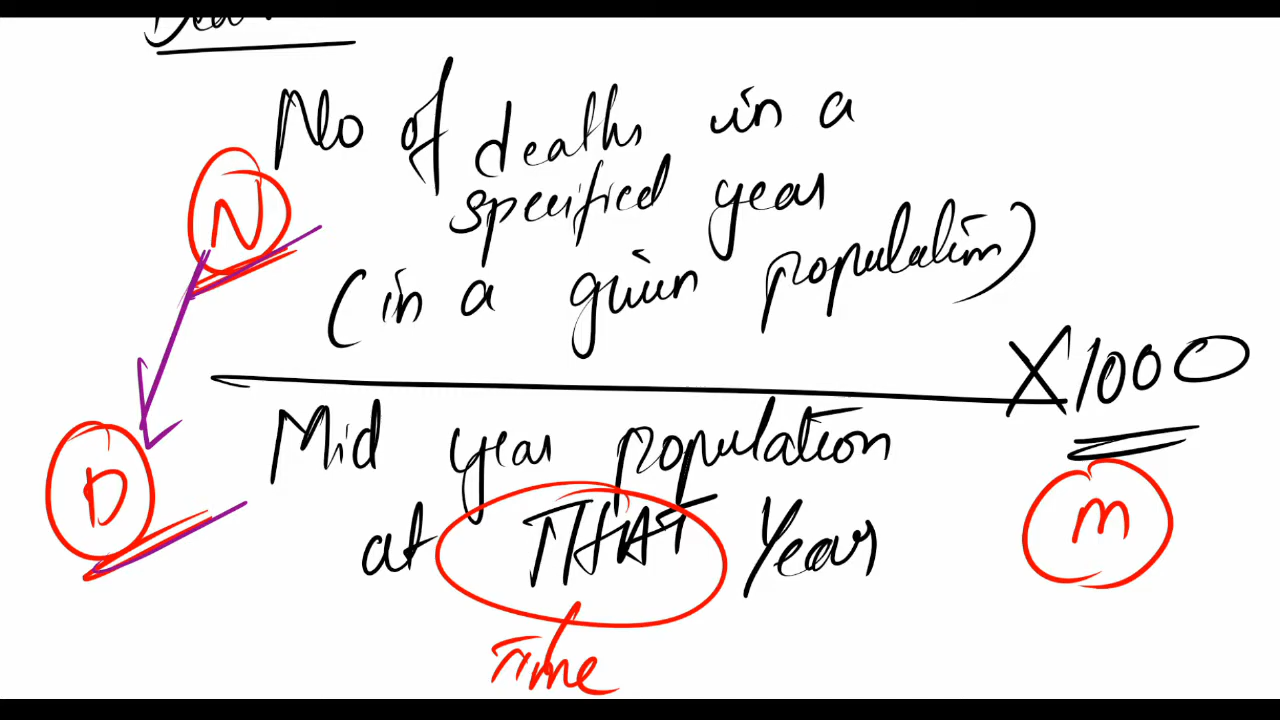 No of deaths in a
specified year
(in a given population)
N
X1000
D
Mid year population
at THAT Year
M
Time